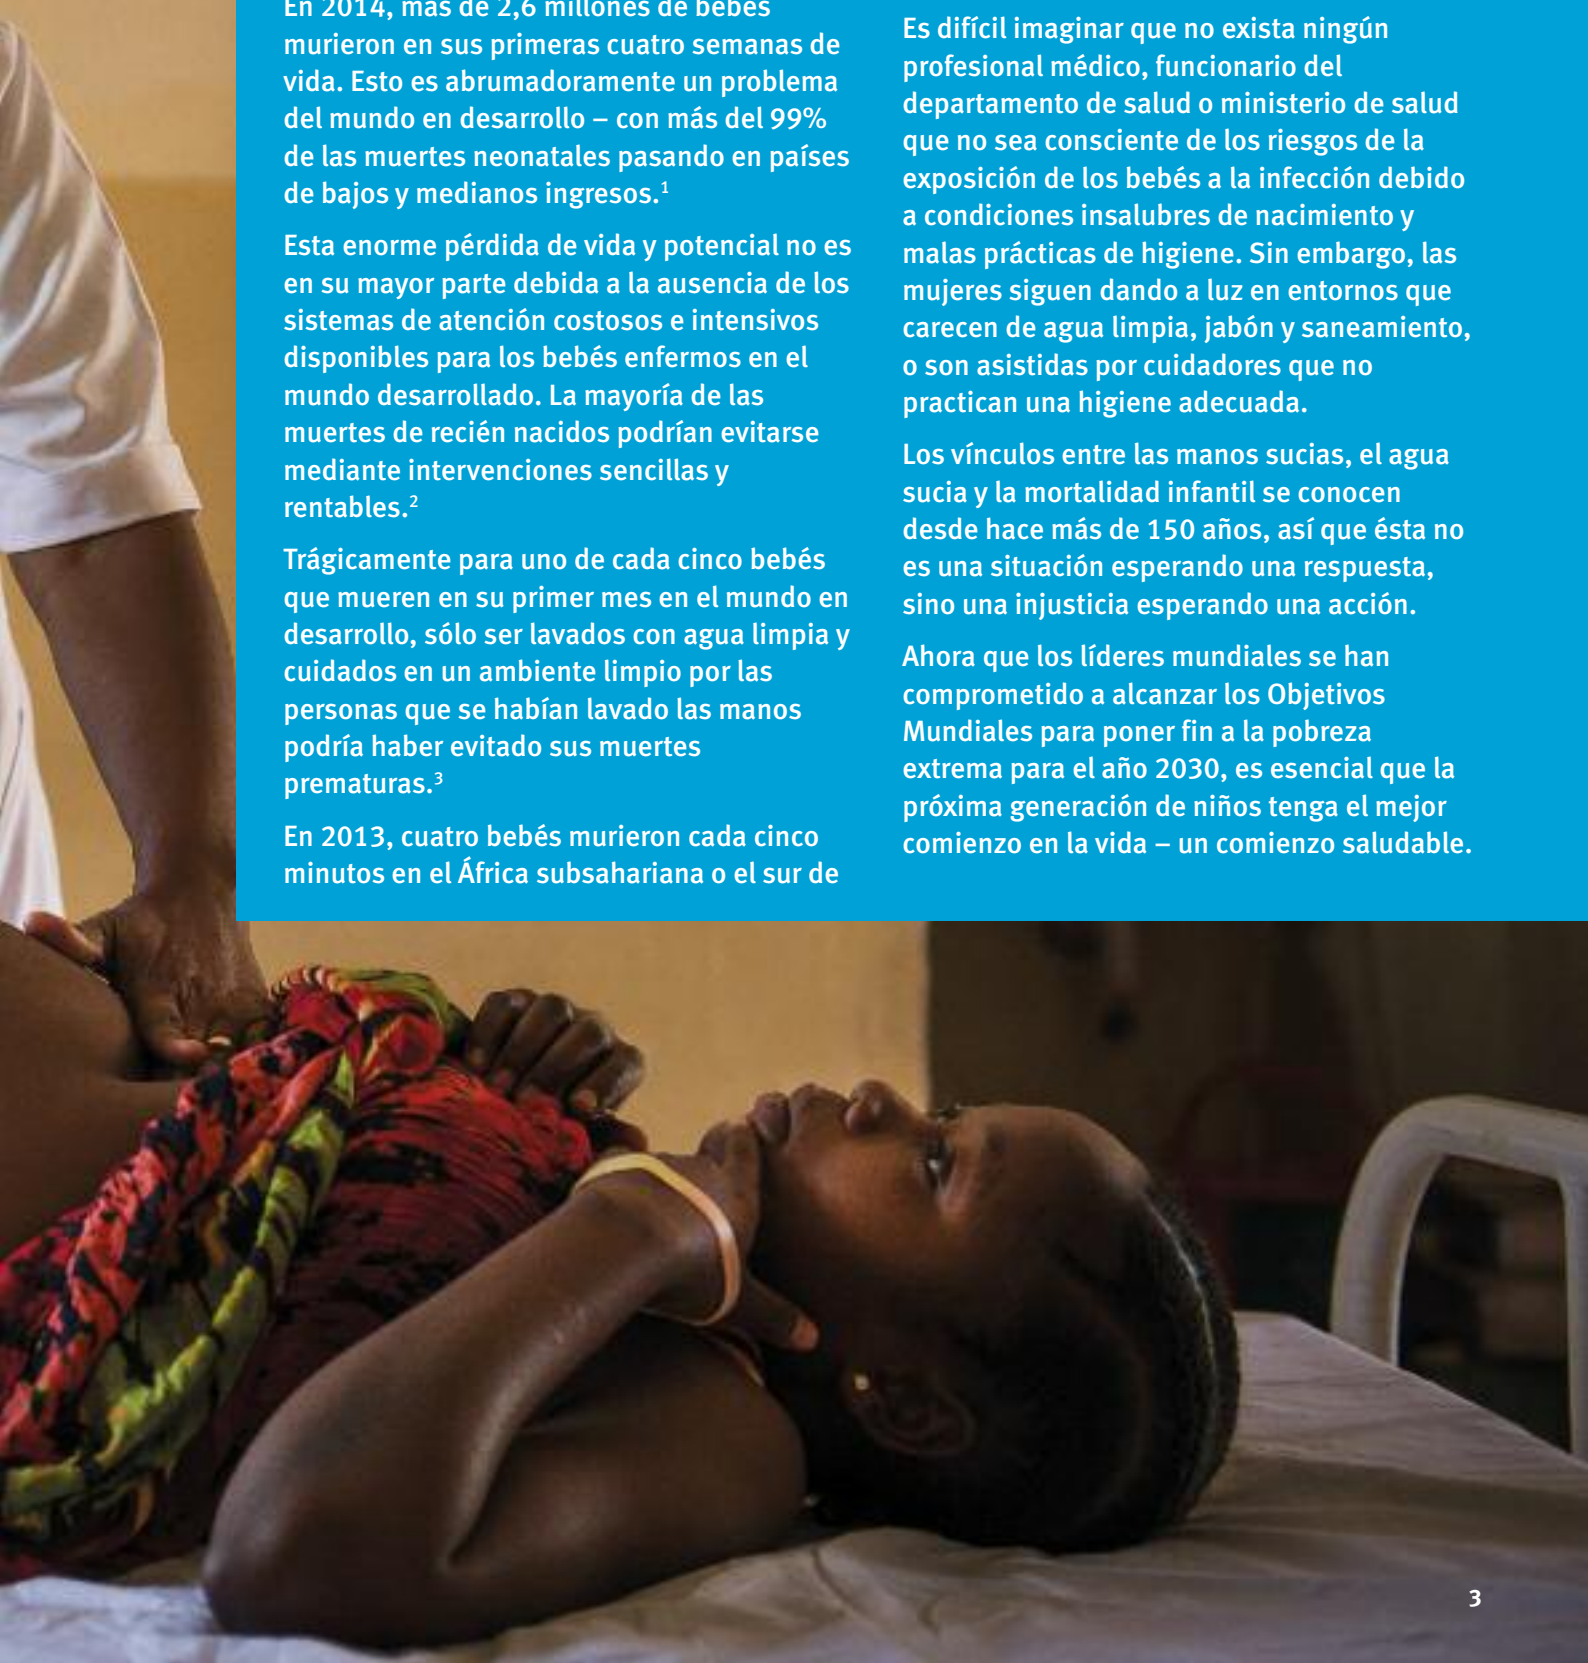 En 2014, más de 2,6 millones de bebés
murieron en sus primeras cuatro semanas de
vida. Esto es abrumadoramente un problema
del mundo en desarrollo – con más del 99%
de las muertes neonatales pasando en países
de bajos y medianos ingresos.1
Esta enorme pérdida de vida y potencial no es
en su mayor parte debida a la ausencia de los
sistemas de atención costosos e intensivos
disponibles para los bebés enfermos en el
mundo desarrollado. La mayoría de las
muertes de recién nacidos podrían evitarse
mediante intervenciones sencillas y
rentables.2
Trágicamente para uno de cada cinco bebés
que mueren en su primer mes en el mundo en
desarrollo, sólo ser lavados con agua limpia y
cuidados en un ambiente limpio por las
personas que se habían lavado las manos
podría haber evitado sus muertes
prematuras.3
En 2013, cuatro bebés murieron cada cinco
minutos en el África subsahariana o el sur de
Es difícil imaginar que no exista ningún
profesional médico, funcionario del
departamento de salud o ministerio de salud
que no sea consciente de los riesgos de la
exposición de los bebés a la infección debido
a condiciones insalubres de nacimiento y
malas prácticas de higiene. Sin embargo, las
mujeres siguen dando a luz en entornos que
carecen de agua limpia, jabón y saneamiento,
o son asistidas por cuidadores que no
practican una higiene adecuada.
Los vínculos entre las manos sucias, el agua
sucia y la mortalidad infantil se conocen
desde hace más de 150 años, así que ésta no
es una situación esperando una respuesta,
sino una injusticia esperando una acción.
Ahora que los líderes mundiales se han
comprometido a alcanzar los Objetivos
Mundiales para poner fin a la pobreza
extrema para el año 2030, es esencial que la
próxima generación de niños tenga el mejor
comienzo en la vida – un comienzo saludable.
3